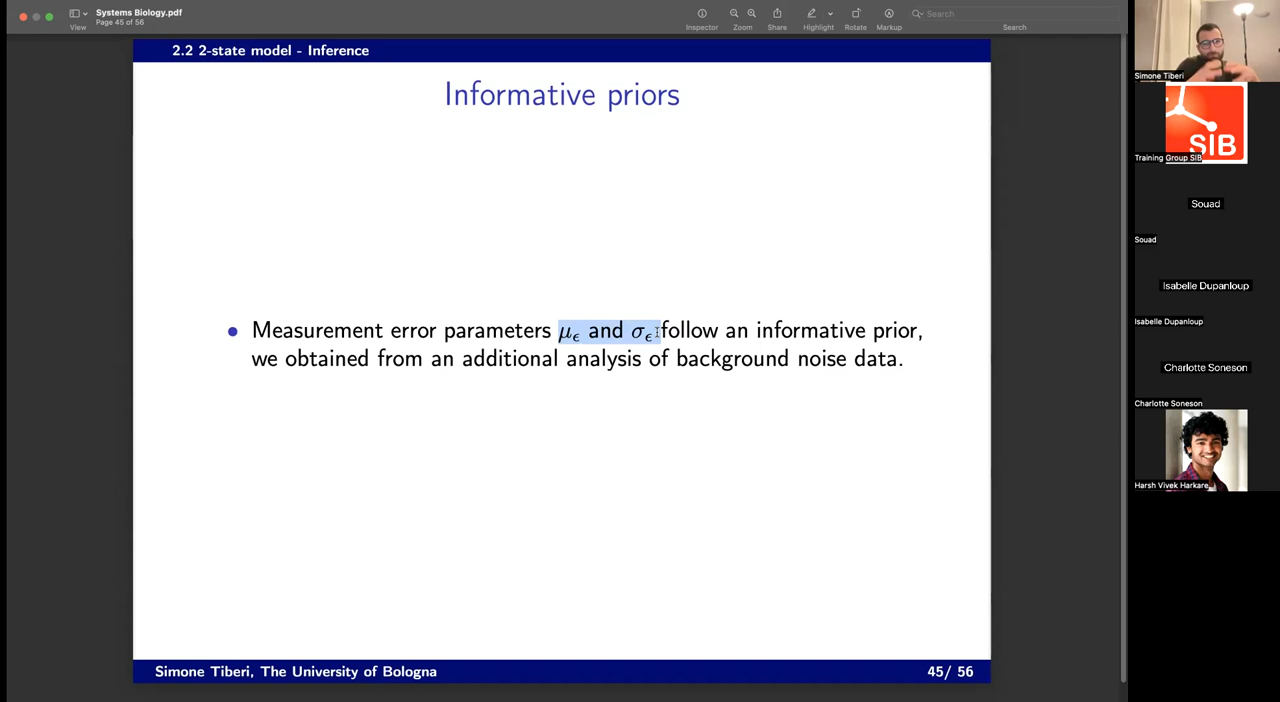 Systems Biology.pdf
Page 45 of 56
View
Inspector
Zoom
Share
Highlight
Rotate
Markup
Search
Search
2.2 2-state model - Inference
Informative priors
Measurement error parameters μϵ and σϵ follow an informative prior,
we obtained from an additional analysis of background noise data.
Simone Tiberi, The University of Bologna
45/ 56
Simone Tiberi
SIB
Training Group SIB
Souad
Souad
Isabelle Dupanloup
Isabelle Dupanloup
Charlotte Soneson
Charlotte Soneson
Harsh Vivek Harkare